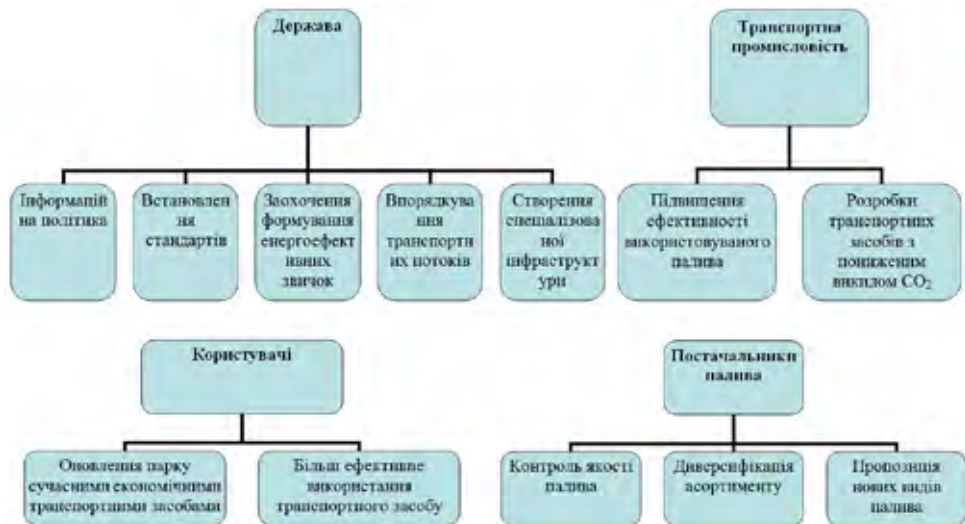 Держава
Транспортна
промисловість
Інформацій
на політика
Встановлен
ня
стандартів
Заохочення
формування
енергоефект
ивних
звичок
Впорядкува
ння
транспортн
их потоків
Створення
спеціалізова
ної
інфраструкт
ури
Підвищення
ефективності
використовуваного
палива
Розробки
транспортних
засобів з
пониженим
викидом CO₂
Користувачі
Постачальники
палива
Оновлення парку
сучасними економічними
транспортними засобами
Більш ефективне
використання
транспортного засобу
Контроль якості
палива
Диверсифікація
асортименту
Пропозиція
нових видів
палива